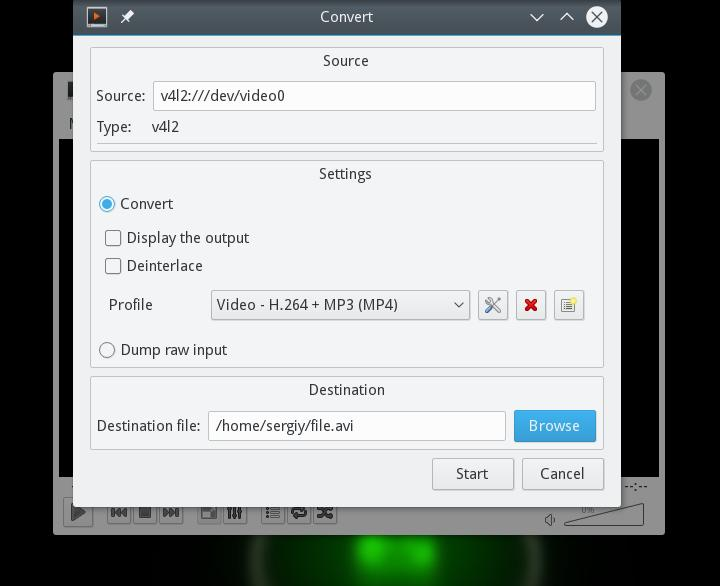 Convert
Source
Source: v4l2:///dev/video0
Type: v4l2
Settings
Convert
Display the output
Deinterlace
Profile Video - H.264 + MP3 (MP4)
Dump raw input
Destination
Destination file: /home/sergiy/file.avi Browse
Start Cancel
--:--
0%